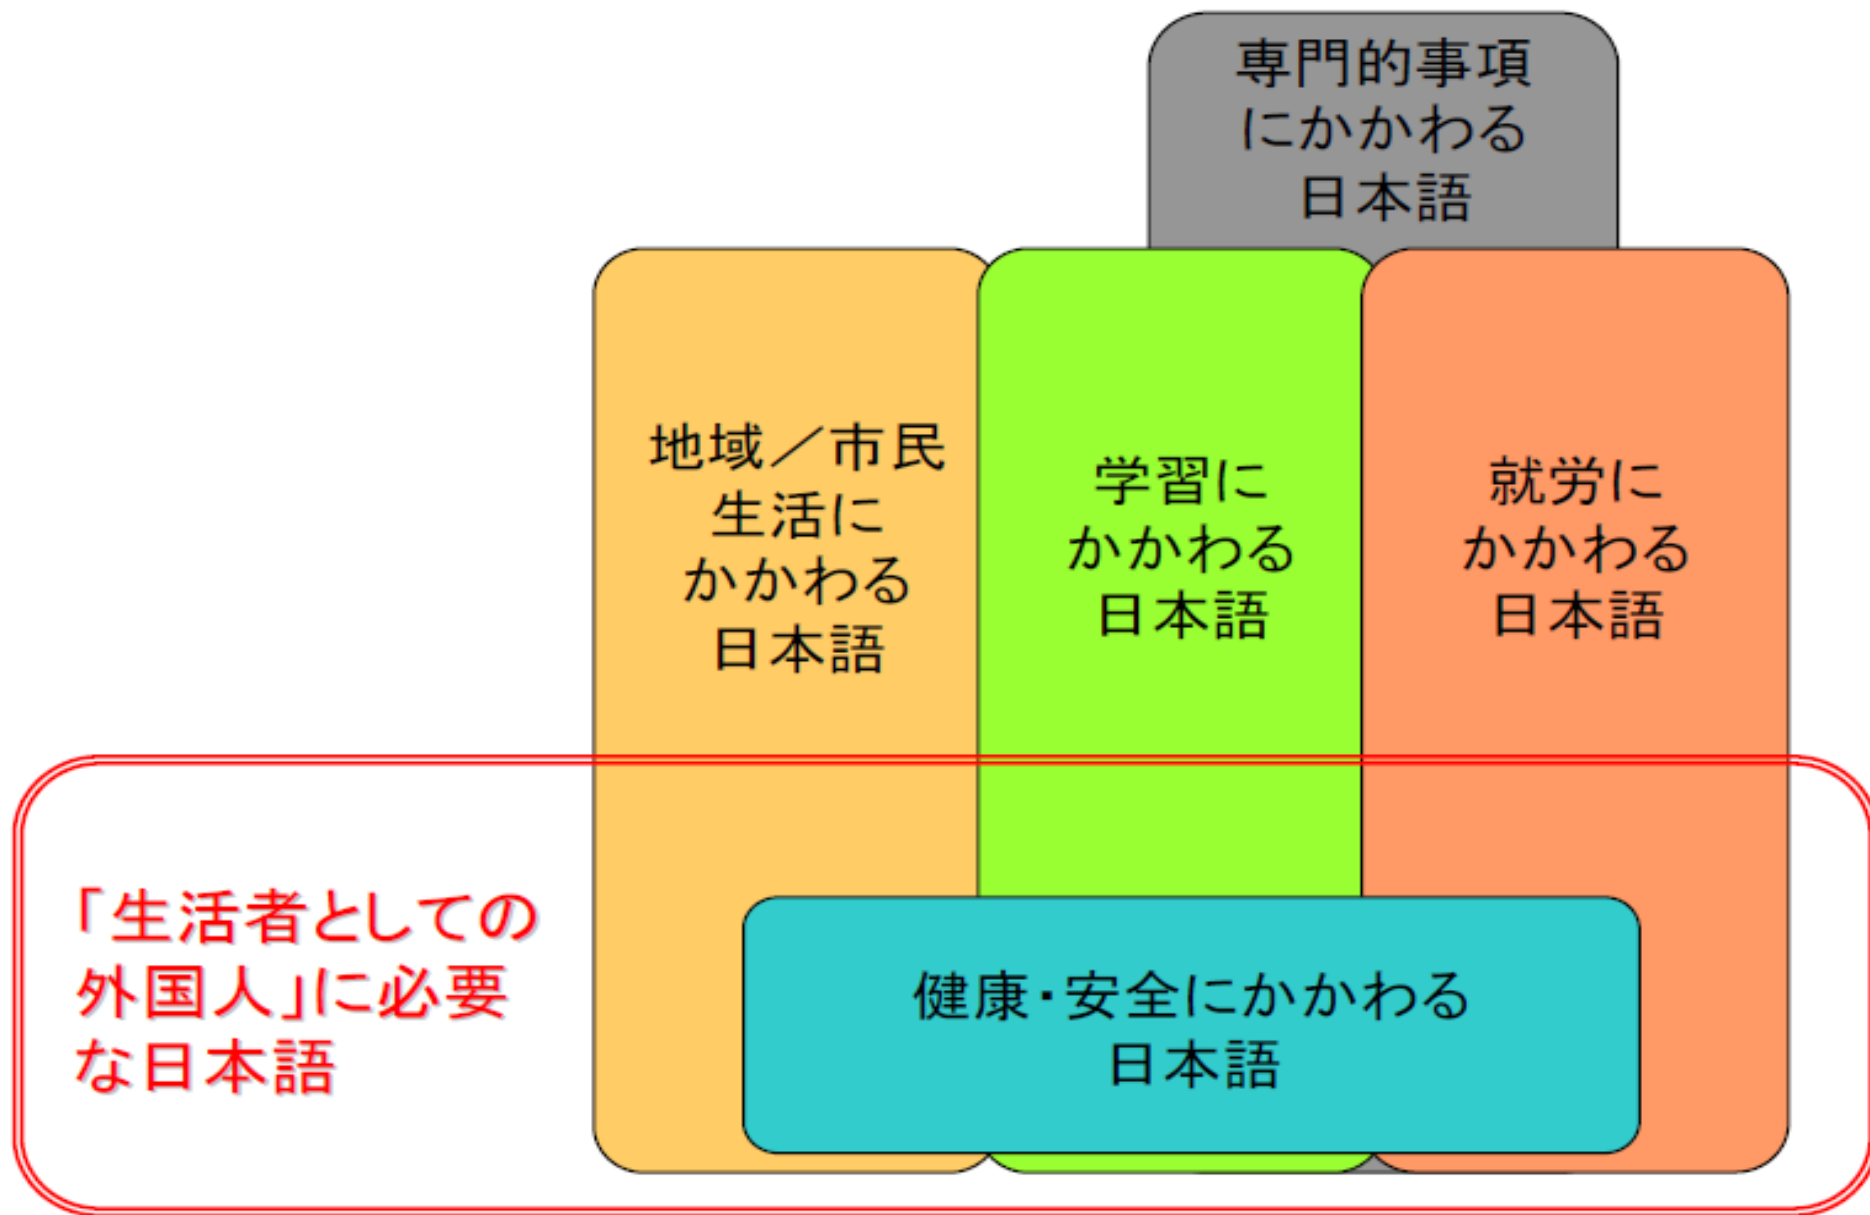 専門的事項
にかかわる
日本語
地域／市民
生活に
かかわる
日本語
学習に
かかわる
日本語
就労に
かかわる
日本語
「生活者としての
外国人」に必要
な日本語
健康・安全にかかわる
日本語